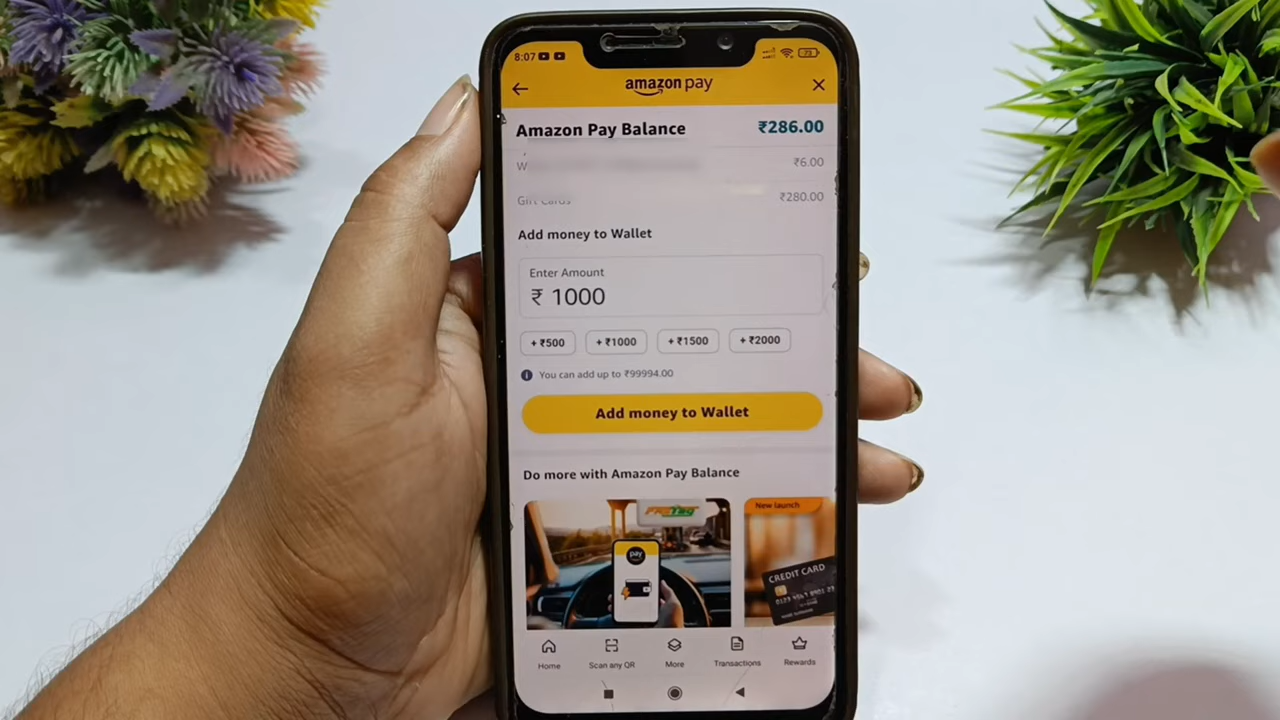 8:07
73
amazon pay
Amazon Pay Balance ₹286.00
W ₹6.00
Gift Cards ₹280.00
Add money to Wallet
Enter Amount
₹ 1000
+ ₹500 + ₹1000 + ₹1500 + ₹2000
You can add up to ₹99994.00
Add money to Wallet
Do more with Amazon Pay Balance
FASTag
pay
New launch
CREDIT CARD
Home Scan any QR More Transactions Rewards